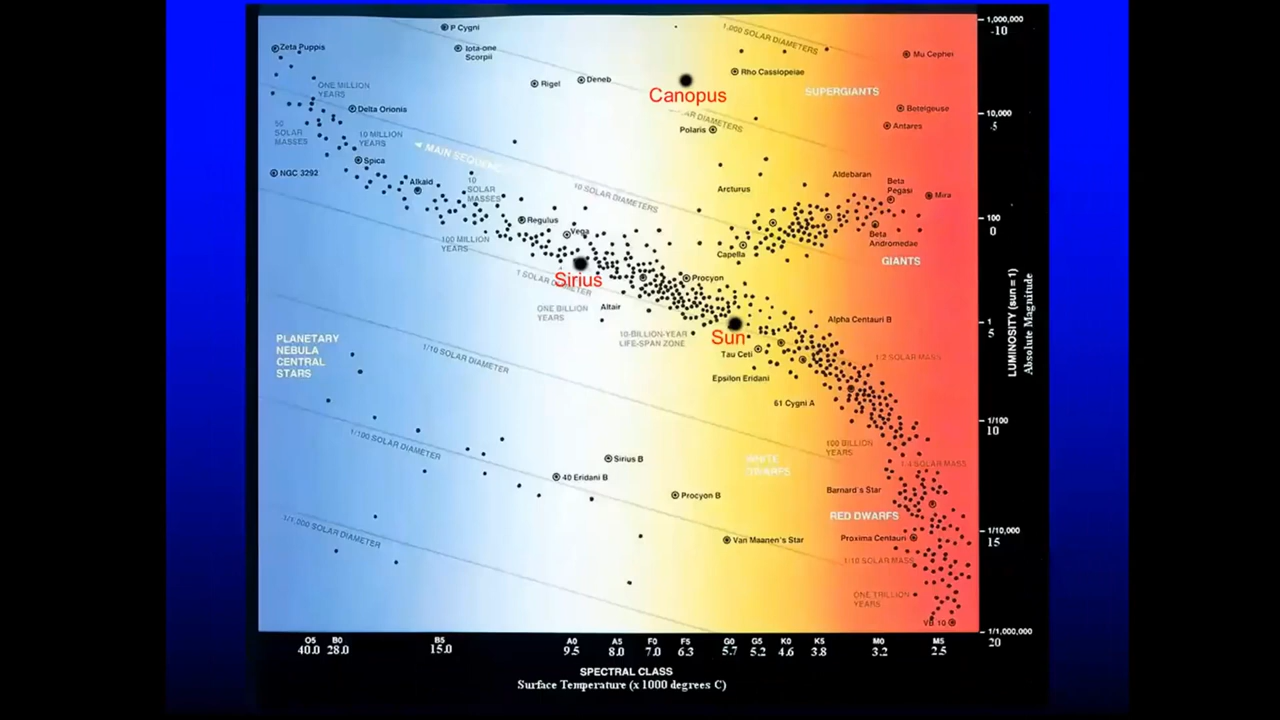 P Cygni
1,000 SOLAR DIAMETERS
1,000,000
-10
Zeta Puppis
Iota-one
Scorpii
Mu Cephei
Rho Cassiopeiae
Rigel
Deneb
ONE MILLION
YEARS
Canopus
SUPERGIANTS
Delta Orionis
Betelgeuse
10,000
-5
DIAMETERS
Antares
50
SOLAR
MASSES
10 MILLION
YEARS
Polaris
MAIN
Spica
NGC 3292
Alkaid
10
SOLAR
MASSES
10 SOLAR DIAMETERS
Arcturus
Aldebaran
Beta
Pegasi
Mira
Regulus
Vega
100
0
100 MILLION
YEARS
Capella
Beta
Andromedae
GIANTS
Sirius
1 SOLAR DIAMETER
Procyon
ONE BILLION
YEARS
Altair
Alpha Centauri B
1
5
10-BILLION-YEAR
LIFE-SPAN ZONE
Sun
Tau Ceti
LUMINOSITY (sun = 1)
Absolute Magnitude
PLANETARY
NEBULA
CENTRAL
STARS
1/10 SOLAR DIAMETER
1:2 SOLAR MASS
Epsilon Eridani
61 Cygni A
1/10
10
1/100 SOLAR DIAMETER
100 BILLION
YEARS
Sirius B
WHITE
DWARFS
1:4 SOLAR MASS
40 Eridani B
Procyon B
Barnard's Star
RED DWARFS
1/1,000 SOLAR DIAMETER
Van Maanen's Star
Proxima Centauri
1/10,000
15
1/10 SOLAR MASS
ONE TRILLION
YEARS
VB 10
1/1,000,000
20
O5 B0 B5 A0 A5 F0 F5 G0 G5 K0 K5 M0 M5
40.0 28.0 15.0 9.5 8.0 7.0 6.3 5.7 5.2 4.6 3.8 3.2 2.5
SPECTRAL CLASS
Surface Temperature (x 1000 degrees C)